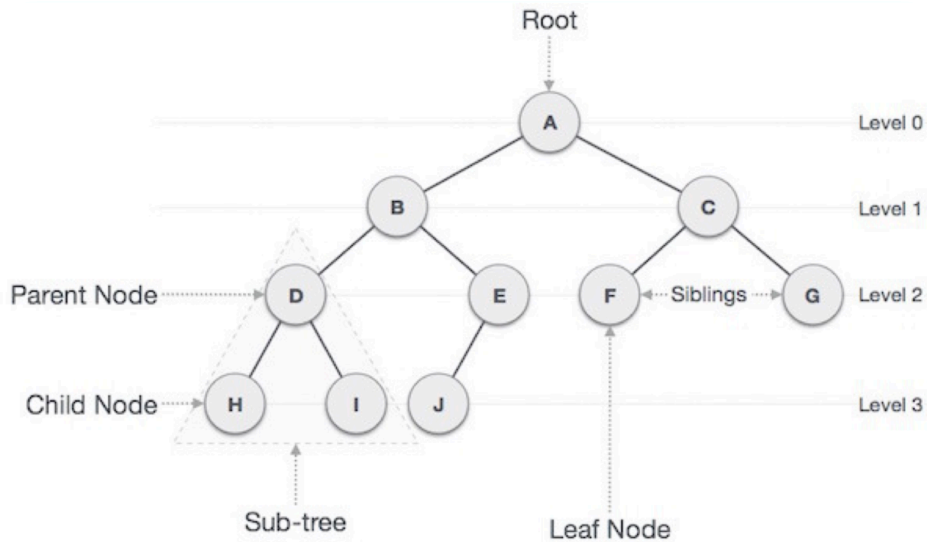 Root
A
Level 0
B
C
Level 1
Parent Node
D
E
F
Siblings
G
Level 2
Child Node
H
I
J
Level 3
Sub-tree
Leaf Node